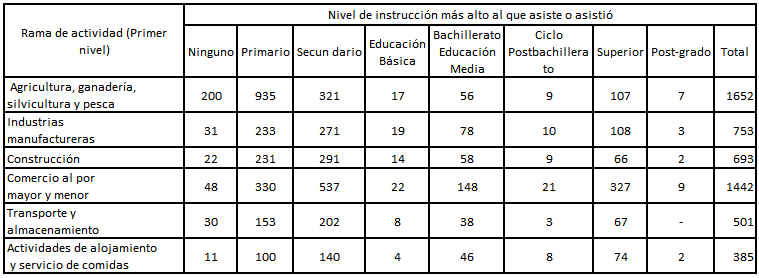 Rama de actividad (Primer nivel) Nivel de instrucción más alto al que asiste o asistió
Ninguno Primario Secun dario Educación Básica Bachillerato Educación Media Ciclo Postbachillera to Superior Post-grado Total
Agricultura, ganadería, silvicultura y pesca 200 935 321 17 56 9 107 7 1652
Industrias manufactureras 31 233 271 19 78 10 108 3 753
Construcción 22 231 291 14 58 9 66 2 693
Comercio al por mayor y menor 48 330 537 22 148 21 327 9 1442
Transporte y almacenamiento 30 153 202 8 38 3 67 - 501
Actividades de alojamiento y servicio de comidas 11 100 140 4 46 8 74 2 385